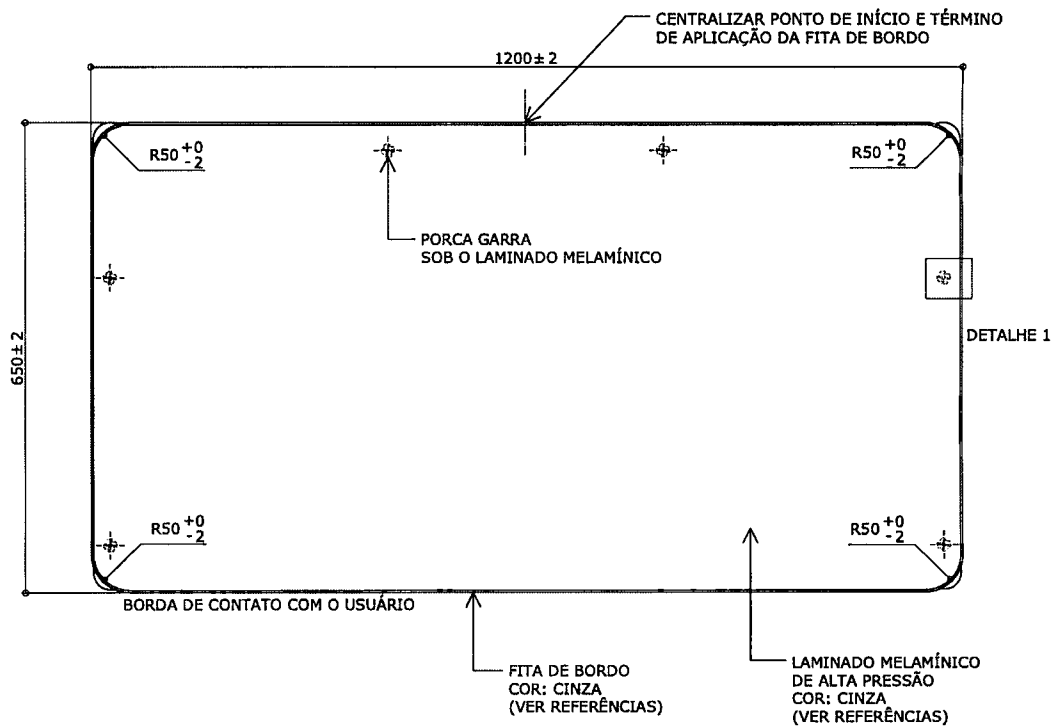 CENTRALIZAR PONTO DE INÍCIO E TÉRMINO
DE APLICAÇÃO DA FITA DE BORDO
1200±2
R50 +0
-2
R50 +0
-2
PORCA GARRA
SOB O LAMINADO MELAMÍNICO
650±2
DETALHE 1
R50 +0
-2
R50 +0
-2
BORDA DE CONTATO COM O USUÁRIO
FITA DE BORDO
COR: CINZA
(VER REFERÊNCIAS)
LAMINADO MELAMÍNICO
DE ALTA PRESSÃO
COR: CINZA
(VER REFERÊNCIAS)